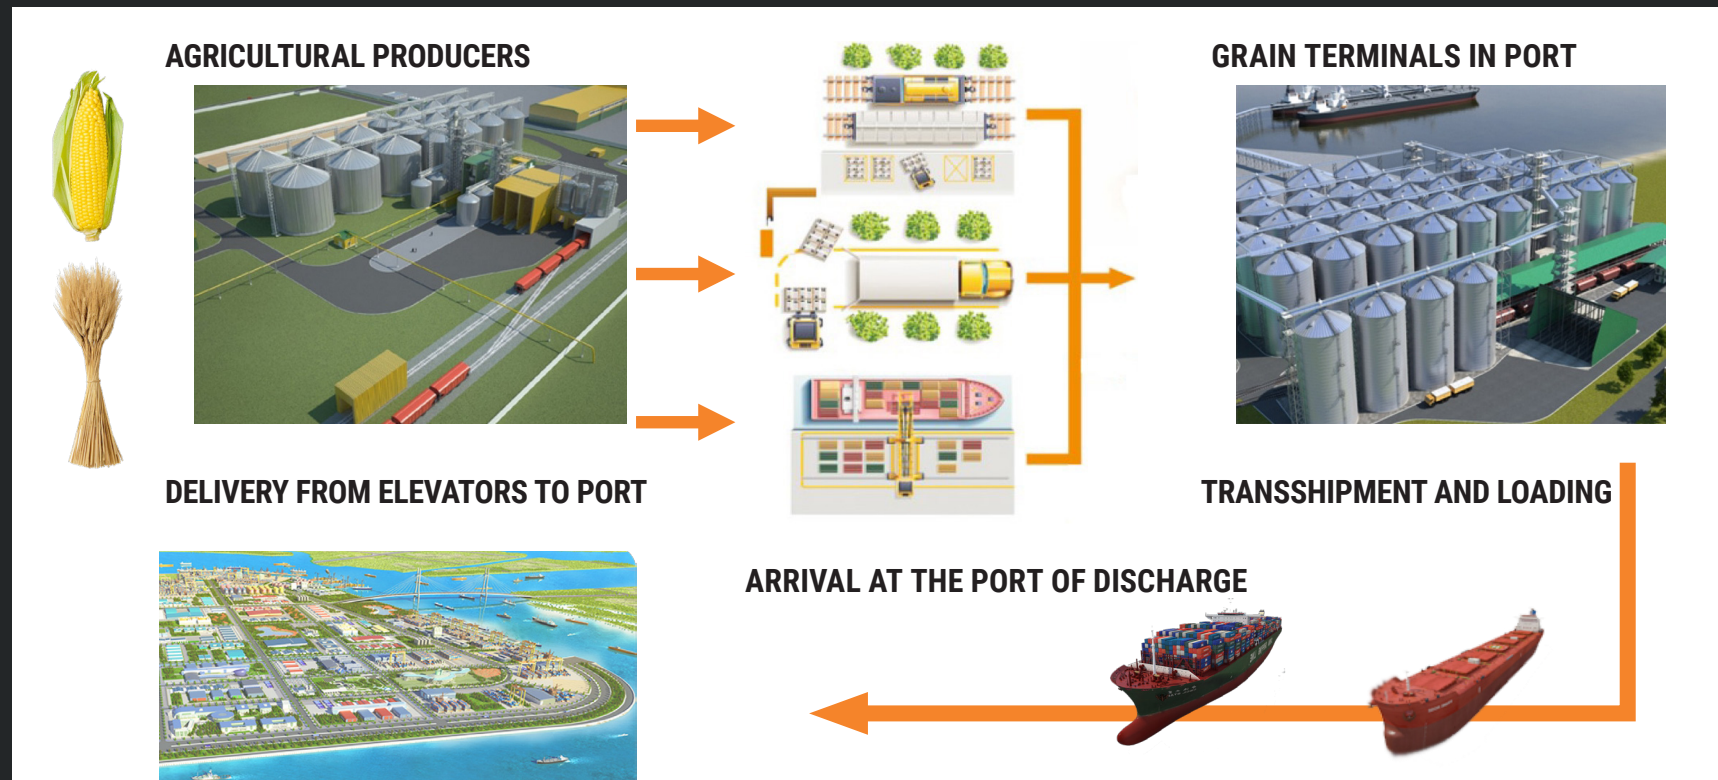 AGRICULTURAL PRODUCERS
GRAIN TERMINALS IN PORT
DELIVERY FROM ELEVATORS TO PORT
TRANSSHIPMENT AND LOADING
ARRIVAL AT THE PORT OF DISCHARGE